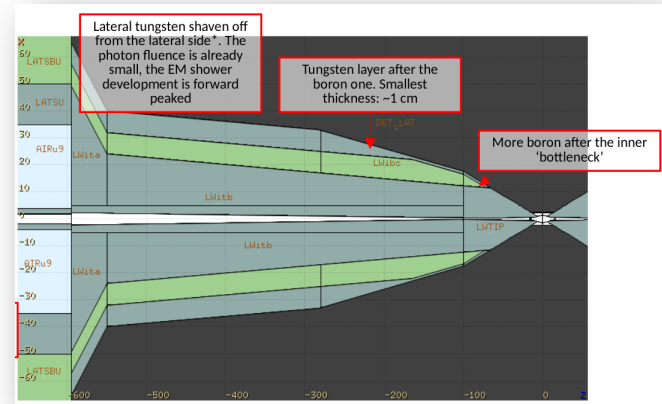 Lateral tungsten shaven off
from the lateral side*. The
photon fluence is already
small, the EM shower
development is forward
peaked
Tungsten layer after the
boron one. Smallest
thickness: ~1 cm
More boron after the inner
‘bottleneck’
X
60
50
40
30
20
10
0
-10
-20
-30
-40
-50
-60
LATSBU
LATSU
AIRu9
LWita
LWitb
LWibc
DET_LAT
LWTIP
LWitb
LWita
AIRu9
LATSBU
-600
-500
-400
-300
-200
-100
0
Z